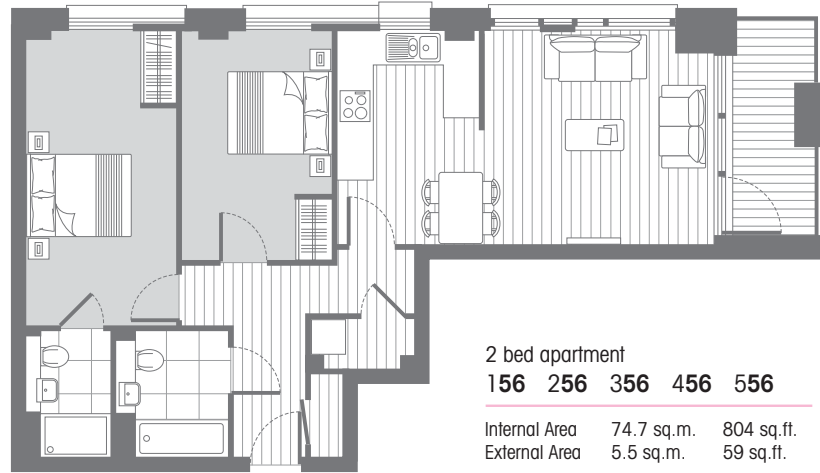 2 bed apartment
156 256 356 456 556
Internal Area 74.7 sq.m. 804 sq.ft.
External Area 5.5 sq.m. 59 sq.ft.